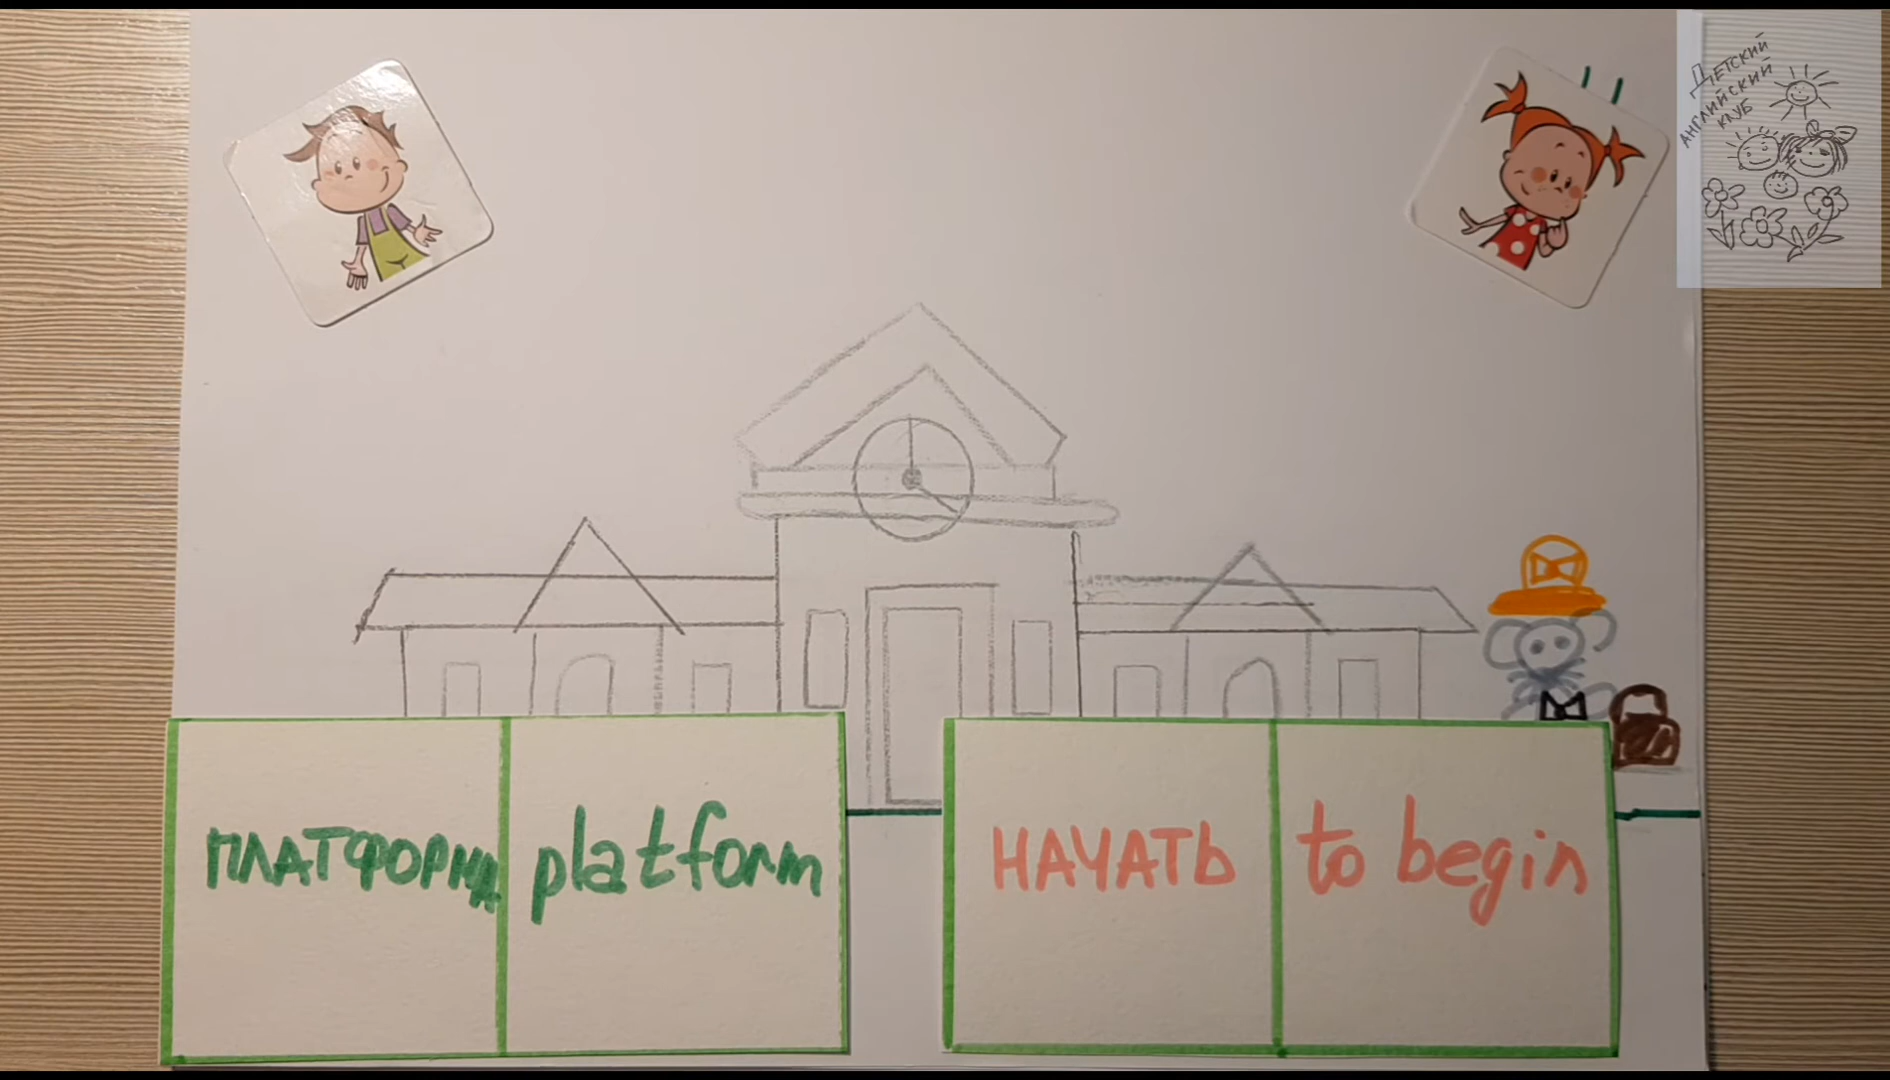 ДЕТСКИЙ
АНГЛИЙСКИЙ
КЛУБ
ПЛАТФОРМА platform
НАЧАТЬ to begin